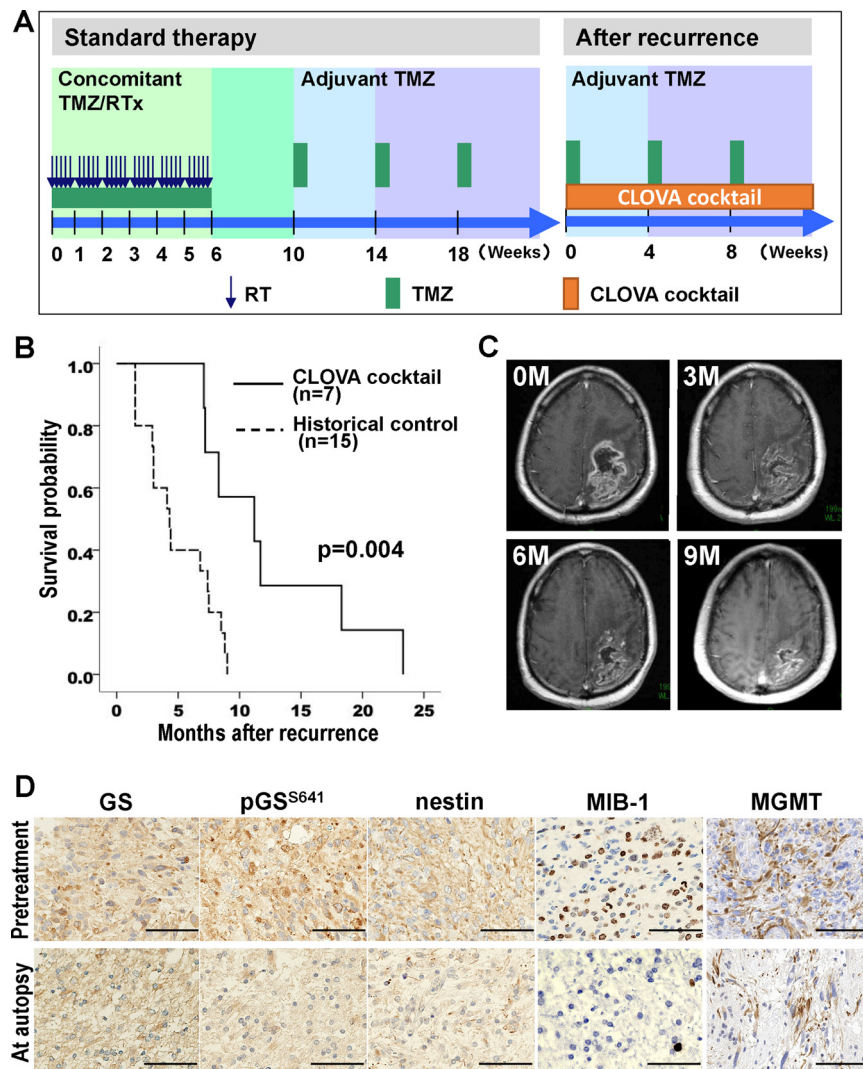 A
Standard therapy
After recurrence
Concomitant
TMZ/RTx
Adjuvant TMZ
Adjuvant TMZ
CLOVA cocktail
0 1 2 3 4 5 6 10 14 18 (Weeks)
0 4 8 (Weeks)
RT
TMZ
CLOVA cocktail
B
Survival probability
1.0
0.8
0.6
0.4
0.2
0.0
CLOVA cocktail
(n=7)
Historical control
(n=15)
p=0.004
0 5 10 15 20 25
Months after recurrence
C
0M
3M
6M
9M
D
GS pGS^S641 nestin MIB-1 MGMT
Pretreatment
At autopsy